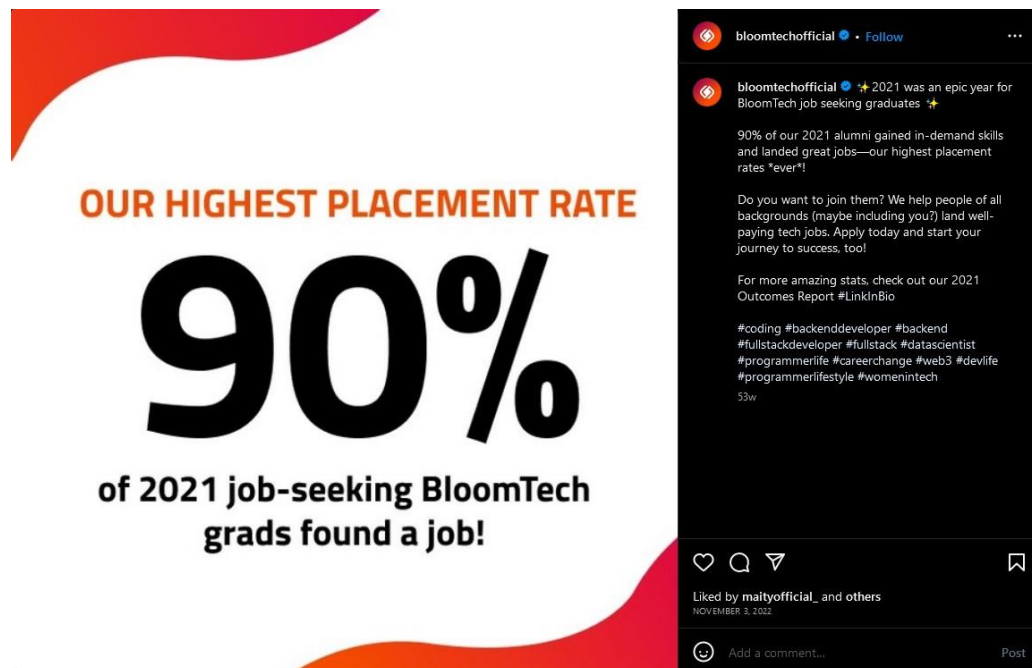 OUR HIGHEST PLACEMENT RATE
90%
of 2021 job-seeking BloomTech
grads found a job!
bloomtechofficial • Follow
bloomtechofficial ✨2021 was an epic year for
BloomTech job seeking graduates ✨
90% of our 2021 alumni gained in-demand skills
and landed great jobs—our highest placement
rates *ever*!
Do you want to join them? We help people of all
backgrounds (maybe including you?) land well-
paying tech jobs. Apply today and start your
journey to success, too!
For more amazing stats, check out our 2021
Outcomes Report #LinkInBio
#coding #backenddeveloper #backend
#fullstackdeveloper #fullstack #datascientist
#programmerlife #careerchange #web3 #devlife
#programmerlifestyle #womenintech
53w
Liked by maityofficial_ and others
NOVEMBER 3, 2022
Add a comment...
Post